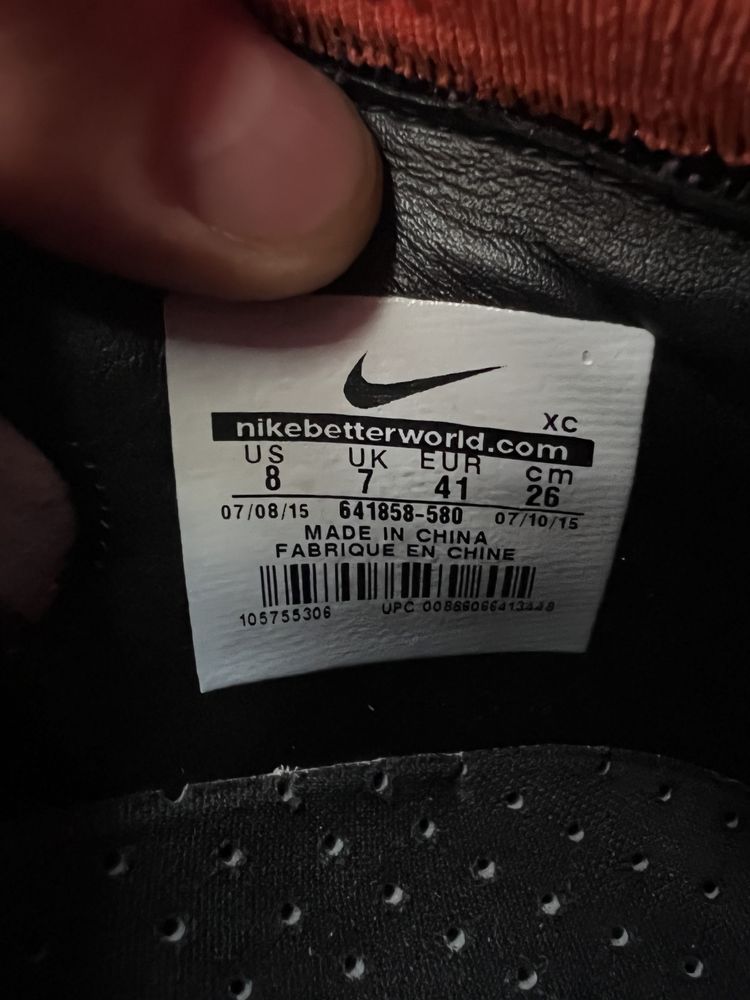 XC
nikebetterworld.com
US UK EUR cm
8 7 41 26
07/08/15 641858-580 07/10/15
MADE IN CHINA
FABRIQUE EN CHINE
105755306 UPC